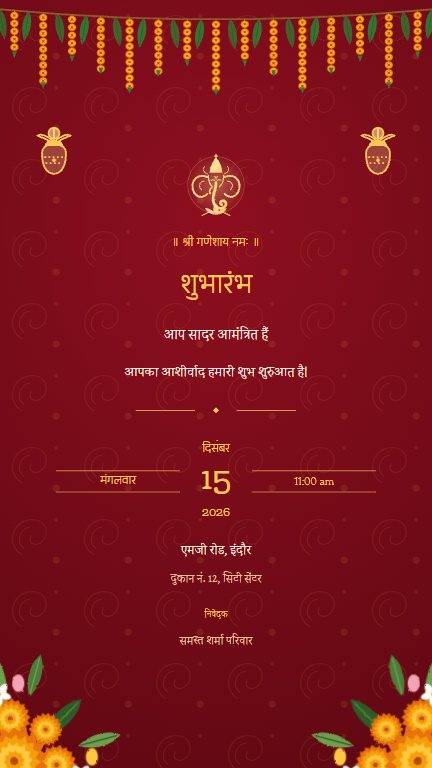 ॥ श्री गणेशाय नमः ॥
शुभारंभ
आप सादर आमंत्रित हैं
आपका आशीर्वाद हमारी शुभ शुरुआत है|
दिसंबर
मंगलवार 15 11:00 am
2026
एमजी रोड, इंदौर
दुकान नं. 12, सिटी सेंटर
निवेदक
समस्त शर्मा परिवार